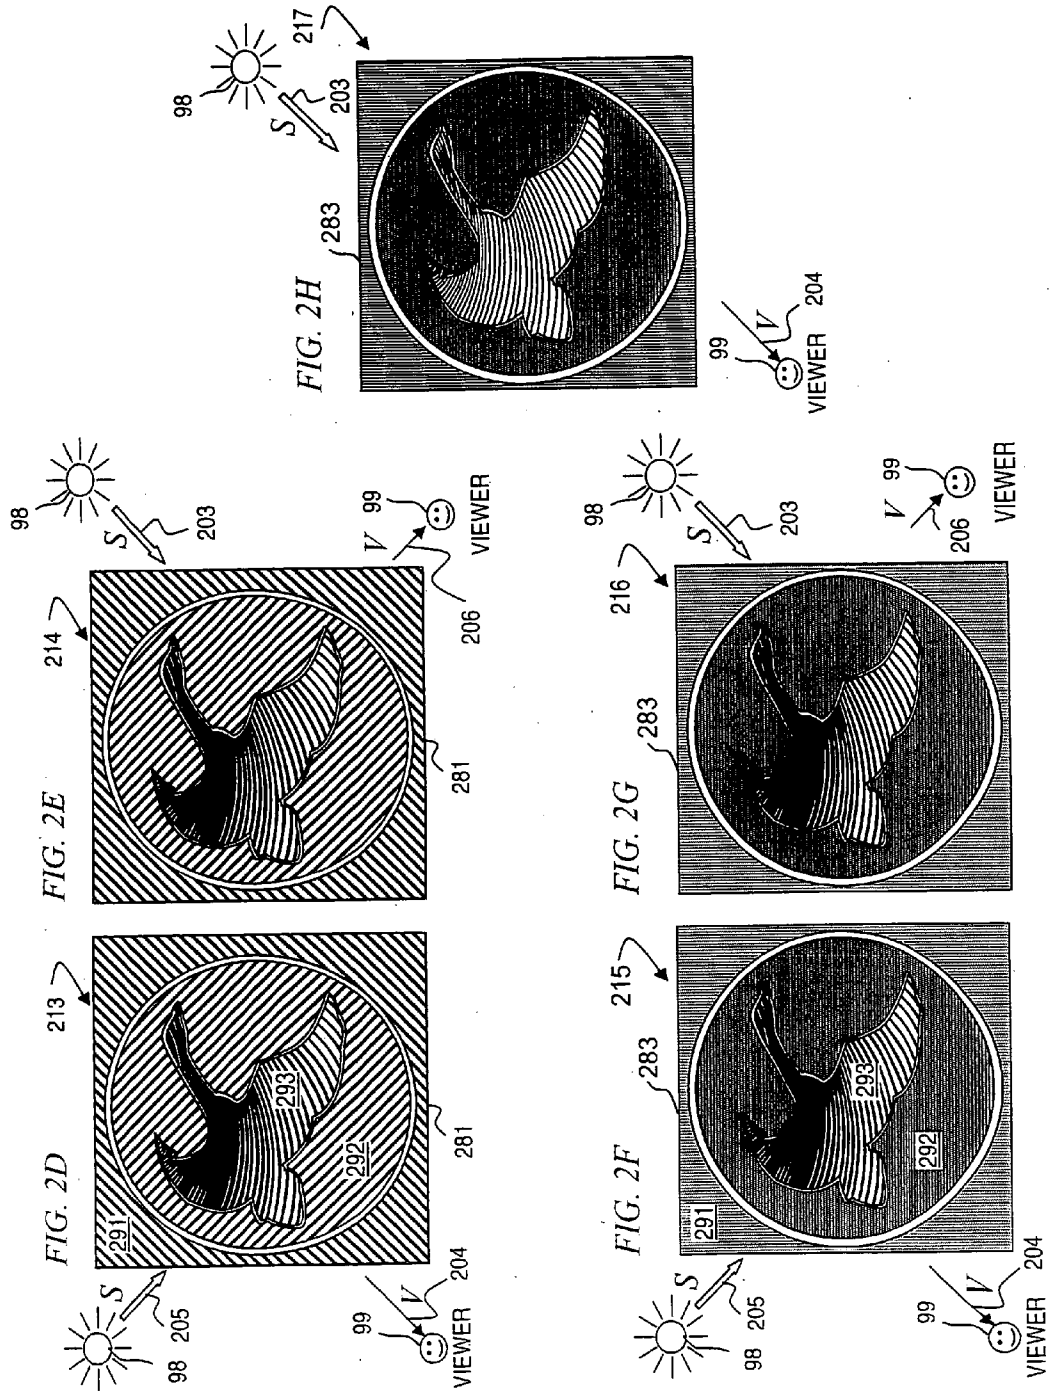 FIG. 2D
213
291
292
293
281
98
S
205
99
V
204
VIEWER
FIG. 2E
214
281
98
S
203
99
V
206
VIEWER
FIG. 2F
215
283
291
292
293
98
S
205
99
V
204
VIEWER
FIG. 2G
216
283
98
S
203
99
V
206
VIEWER
FIG. 2H
217
283
98
S
203
99
V
204
VIEWER